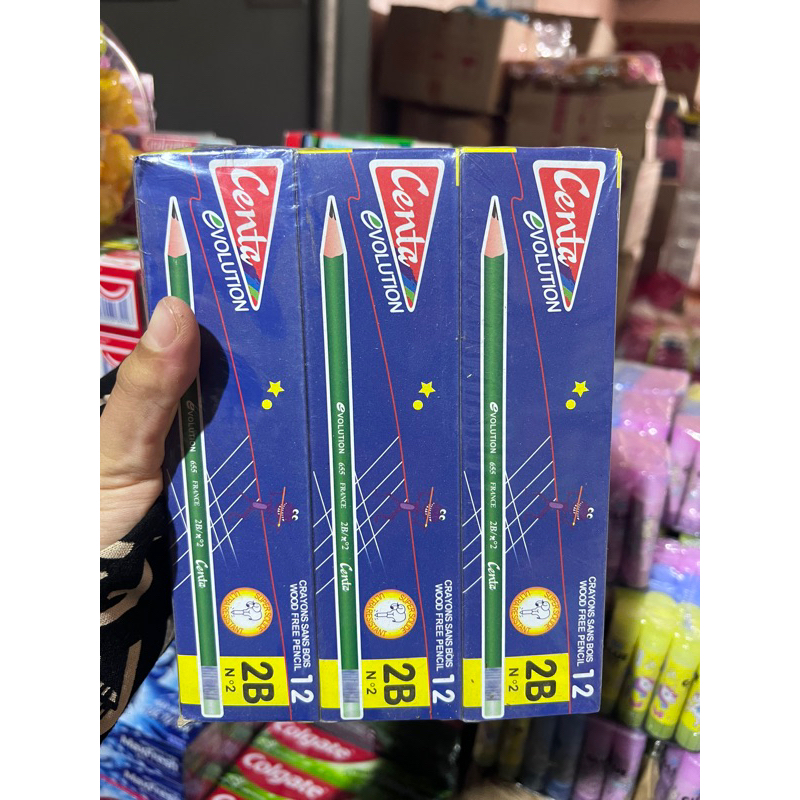 Centa
eVOLUTION
eVOLUTION 655 FRANCE 2B/n°2 Centa
CRAYONS SANS BOIS
WOOD FREE PENCIL
12
2B
N°2
Centa
eVOLUTION
eVOLUTION 655 FRANCE 2B/n°2 Centa
CRAYONS SANS BOIS
WOOD FREE PENCIL
12
2B
N°2
Centa
eVOLUTION
eVOLUTION 655 FRANCE 2B/n°2 Centa
CRAYONS SANS BOIS
WOOD FREE PENCIL
12
2B
N°2
Colgate
Colgate